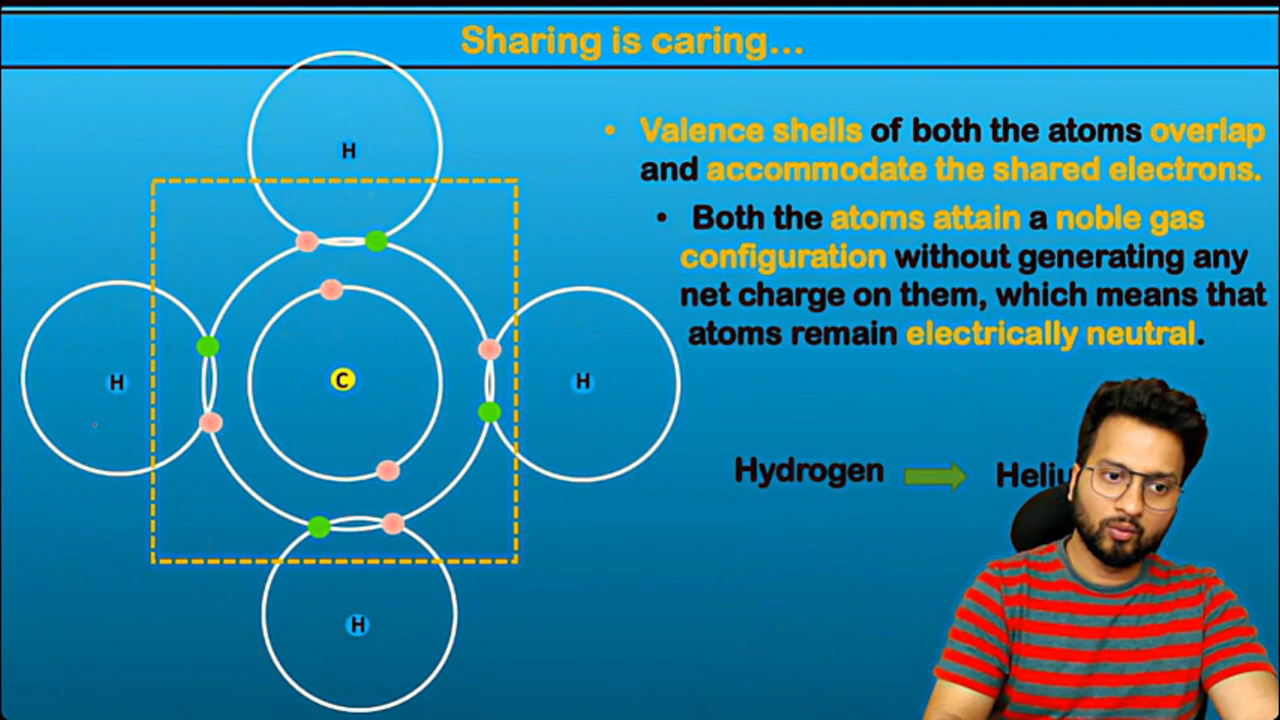 Sharing is caring...
H
• Valence shells of both the atoms overlap
and accommodate the shared electrons.
• Both the atoms attain a noble gas
configuration without generating any
net charge on them, which means that
atoms remain electrically neutral.
H
C
H
Hydrogen
H